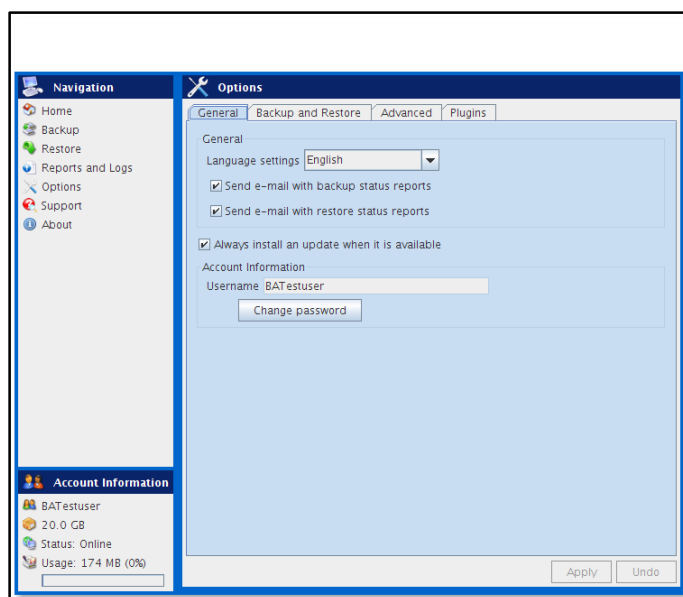 Navigation
Home
Backup
Restore
Reports and Logs
Options
Support
About
Account Information
BATestuser
20.0 GB
Status: Online
Usage: 174 MB (0%)
Options
General Backup and Restore Advanced Plugins
General
Language settings English
Send e-mail with backup status reports
Send e-mail with restore status reports
Always install an update when it is available
Account Information
Username BATestuser
Change password
Apply Undo